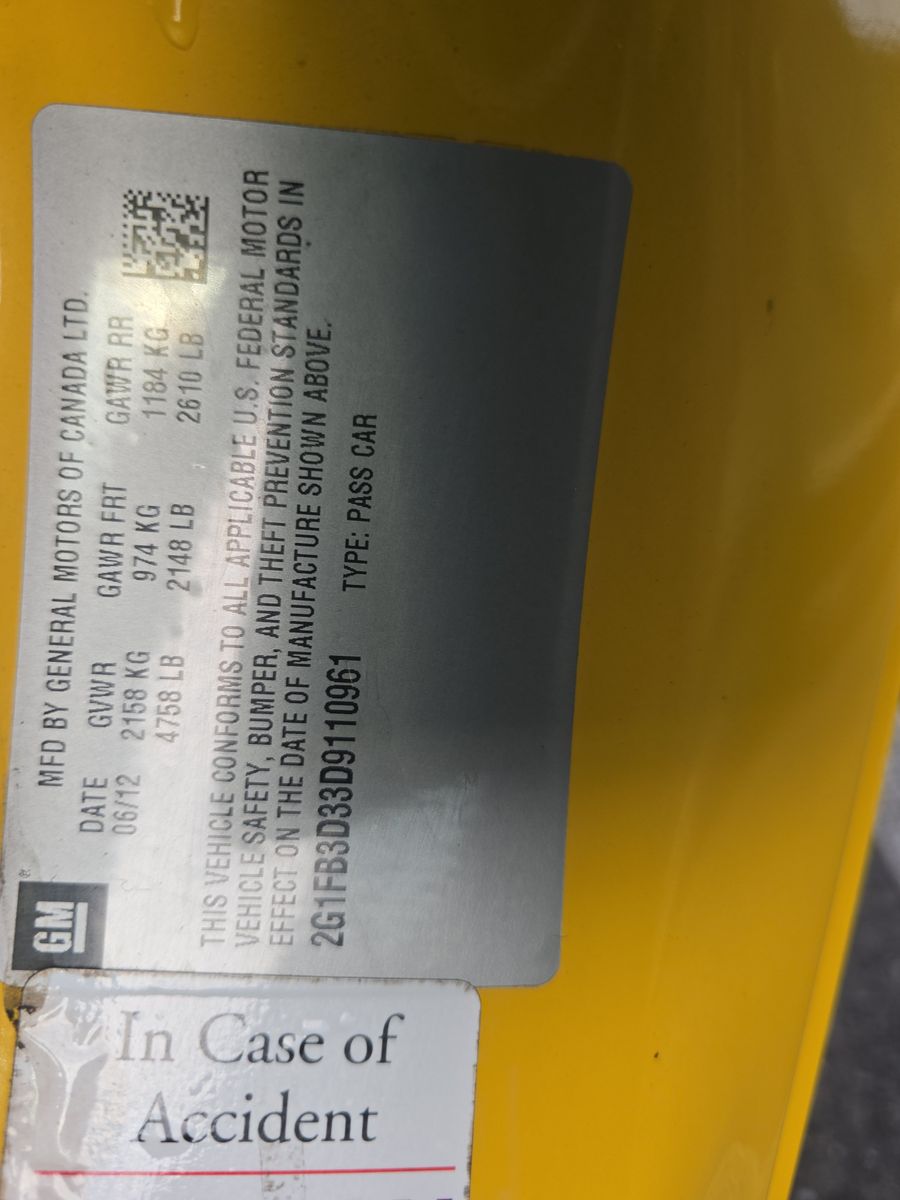 GM
MFD BY GENERAL MOTORS OF CANADA LTD.
DATE GVWR GAWR FRT GAWR RR
06/12 2158 KG 974 KG 1184 KG
4758 LB 2148 LB 2610 LB
THIS VEHICLE CONFORMS TO ALL APPLICABLE U.S. FEDERAL MOTOR
VEHICLE SAFETY, BUMPER, AND THEFT PREVENTION STANDARDS IN
EFFECT ON THE DATE OF MANUFACTURE SHOWN ABOVE.
2G1FB3D33D9110961 TYPE: PASS CAR
In Case of
Accident